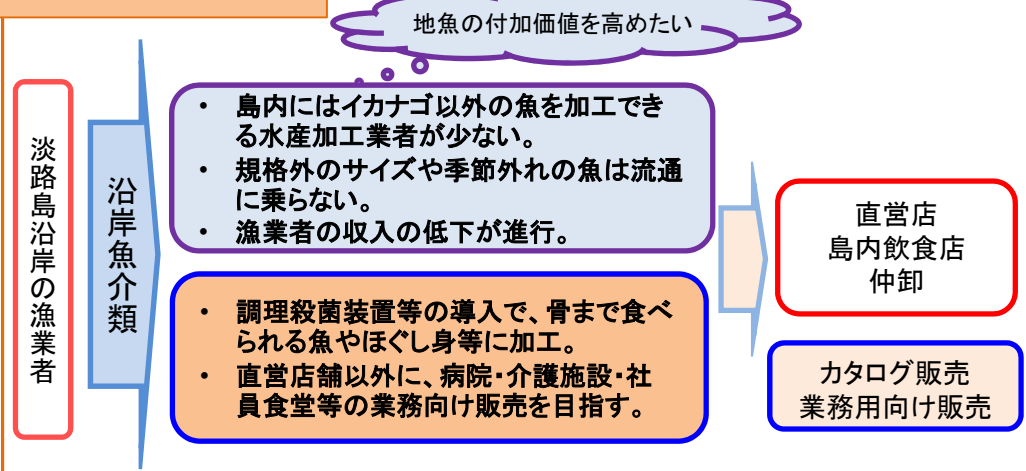 地魚の付加価値を高めたい
淡路島沿岸の漁業者
沿岸魚介類
・ 島内にはイカナゴ以外の魚を加工でき
る水産加工業者が少ない。
・ 規格外のサイズや季節外れの魚は流通
に乗らない。
・ 漁業者の収入の低下が進行。
・ 調理殺菌装置等の導入で、骨まで食べ
られる魚やほぐし身等に加工。
・ 直営店舗以外に、病院・介護施設・社
員食堂等の業務向け販売を目指す。
直営店
島内飲食店
仲卸
カタログ販売
業務用向け販売